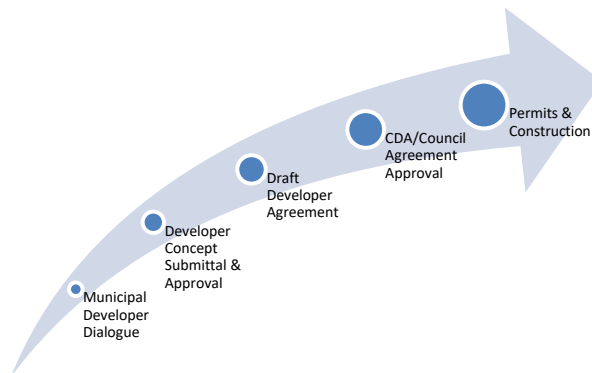 Municipal
Developer
Dialogue
Developer
Concept
Submittal &
Approval
Draft
Developer
Agreement
CDA/Council
Agreement
Approval
Permits &
Construction